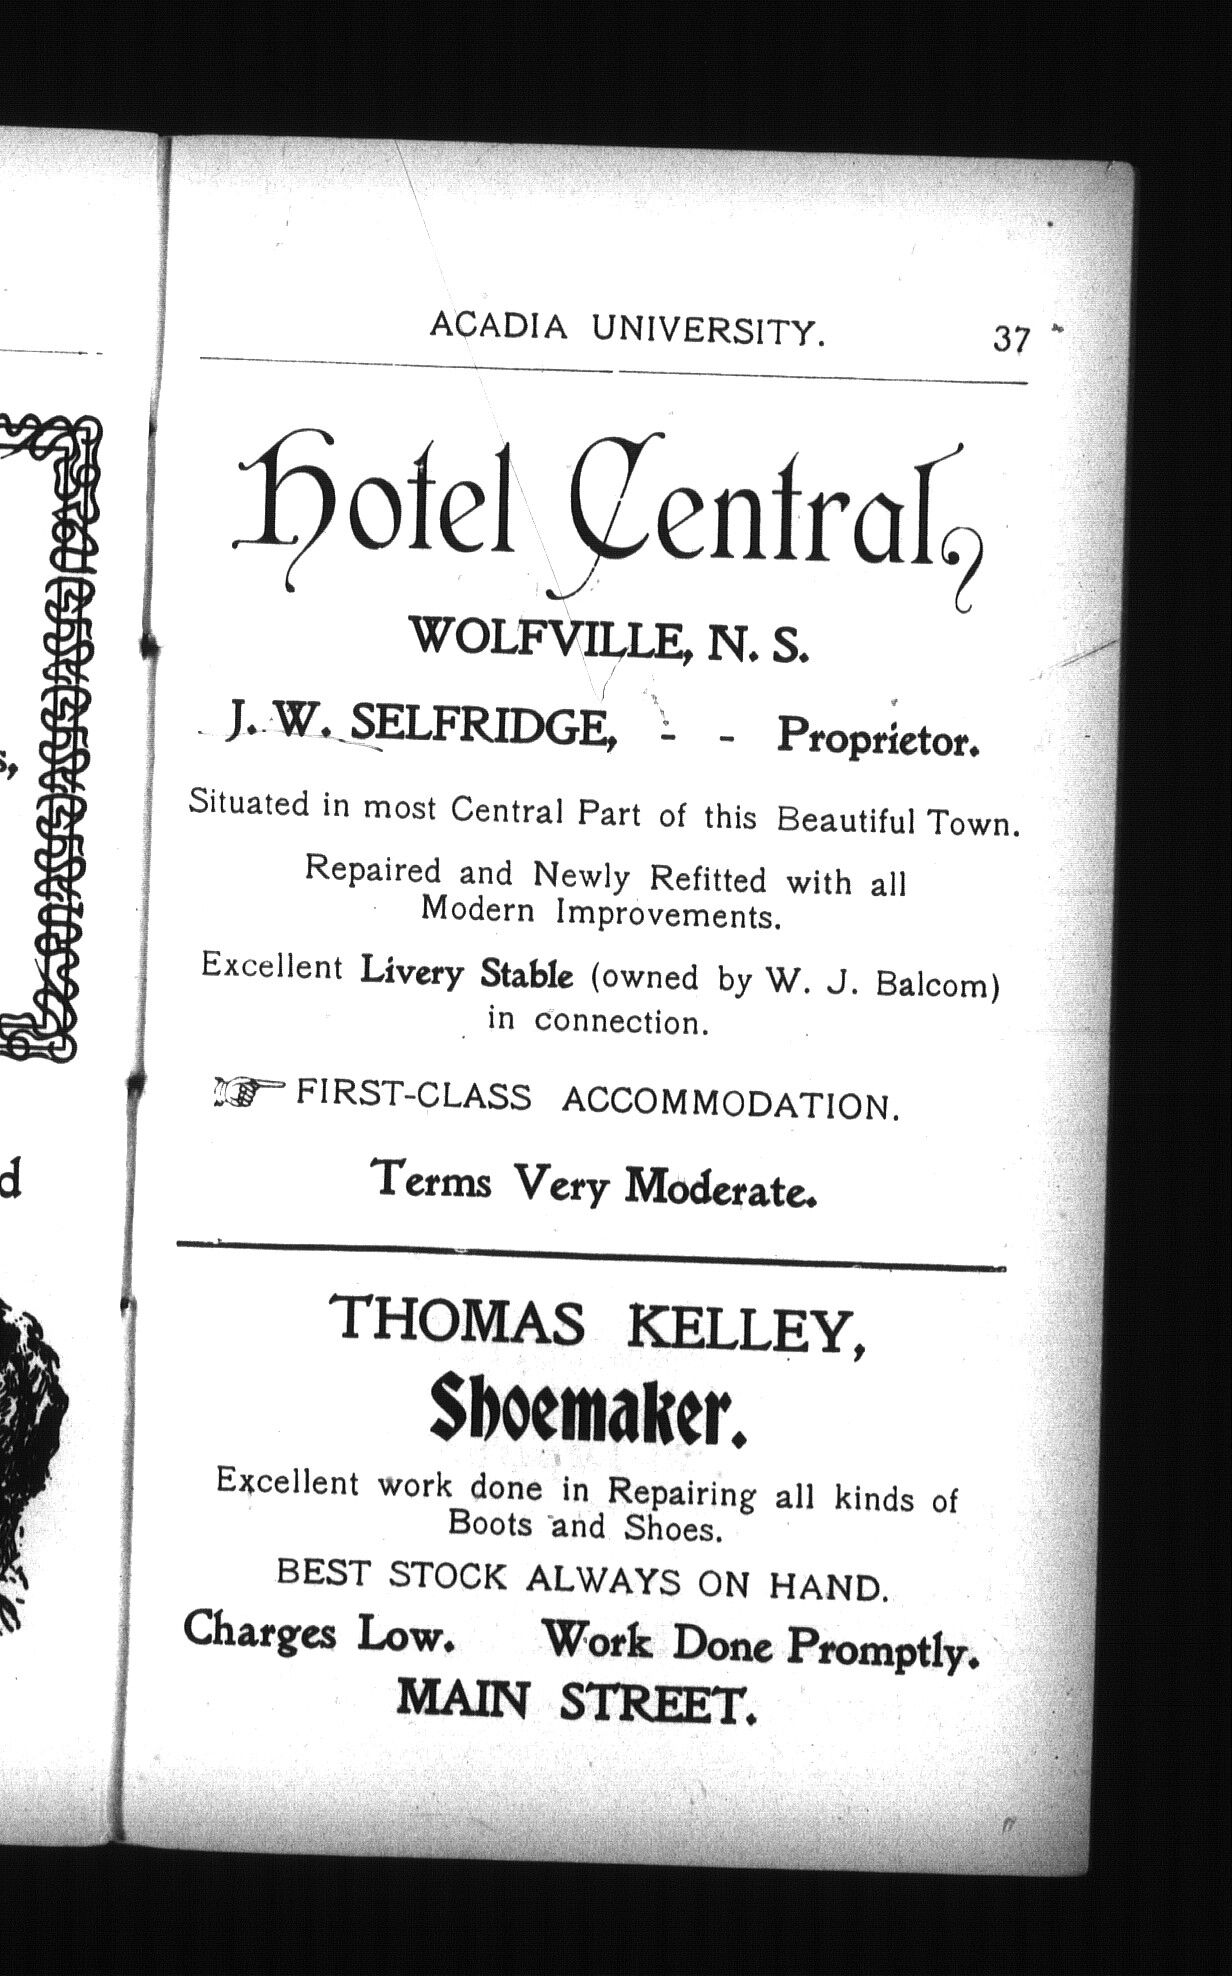 ACADIA UNIVERSITY. 37
Hotel Central,
WOLFVILLE, N. S.
J. W. SELFRIDGE, - - Proprietor.
Situated in most Central Part of this Beautiful Town.
Repaired and Newly Refitted with all
Modern Improvements.
Excellent Livery Stable (owned by W. J. Balcom)
in connection.
☞ FIRST-CLASS ACCOMMODATION.
Terms Very Moderate.
THOMAS KELLEY,
Shoemaker.
Excellent work done in Repairing all kinds of
Boots and Shoes.
BEST STOCK ALWAYS ON HAND.
Charges Low. Work Done Promptly.
MAIN STREET.